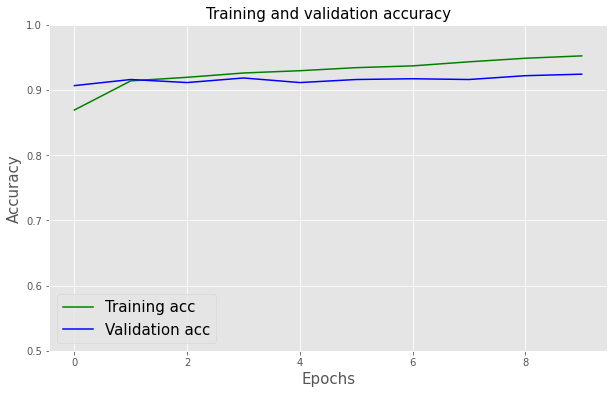 Training and validation accuracy
1.0
0.9
0.8
0.7
0.6
0.5
Accuracy
Training acc
Validation acc
0 2 4 6 8
Epochs